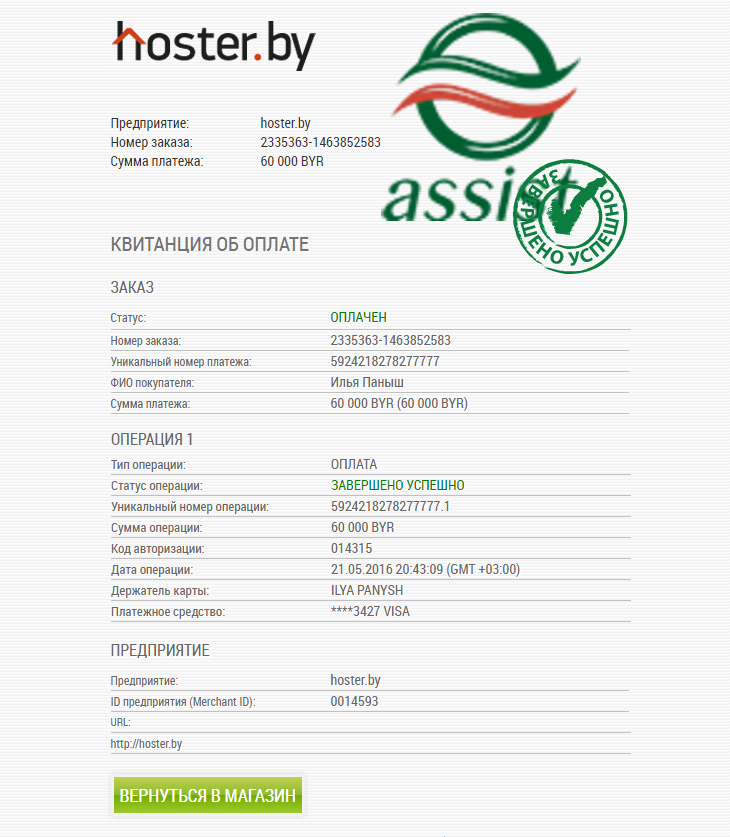 hoster.by
Предприятие: hoster.by
Номер заказа: 2335363-1463852583
Сумма платежа: 60 000 BYR
assist
ЗАВЕРШЕНО УСПЕШНО
КВИТАНЦИЯ ОБ ОПЛАТЕ
ЗАКАЗ
Статус: ОПЛАЧЕН
Номер заказа: 2335363-1463852583
Уникальный номер платежа: 5924218278277777
ФИО покупателя: Илья Паныш
Сумма платежа: 60 000 BYR (60 000 BYR)
ОПЕРАЦИЯ 1
Тип операции: ОПЛАТА
Статус операции: ЗАВЕРШЕНО УСПЕШНО
Уникальный номер операции: 5924218278277777.1
Сумма операции: 60 000 BYR
Код авторизации: 014315
Дата операции: 21.05.2016 20:43:09 (GMT +03:00)
Держатель карты: ILYA PANYSH
Платежное средство: ****3427 VISA
ПРЕДПРИЯТИЕ
Предприятие: hoster.by
ID предприятия (Merchant ID): 0014593
URL:
http://hoster.by
ВЕРНУТЬСЯ В МАГАЗИН